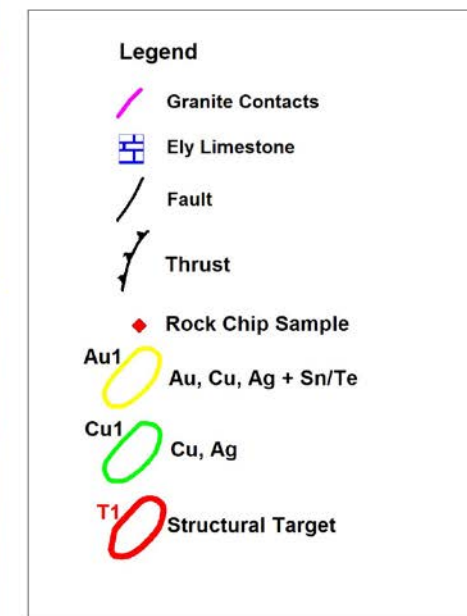 Legend
Granite Contacts
Ely Limestone
Fault
Thrust
Rock Chip Sample
Au1
Au, Cu, Ag + Sn/Te
Cu1
Cu, Ag
T1
Structural Target